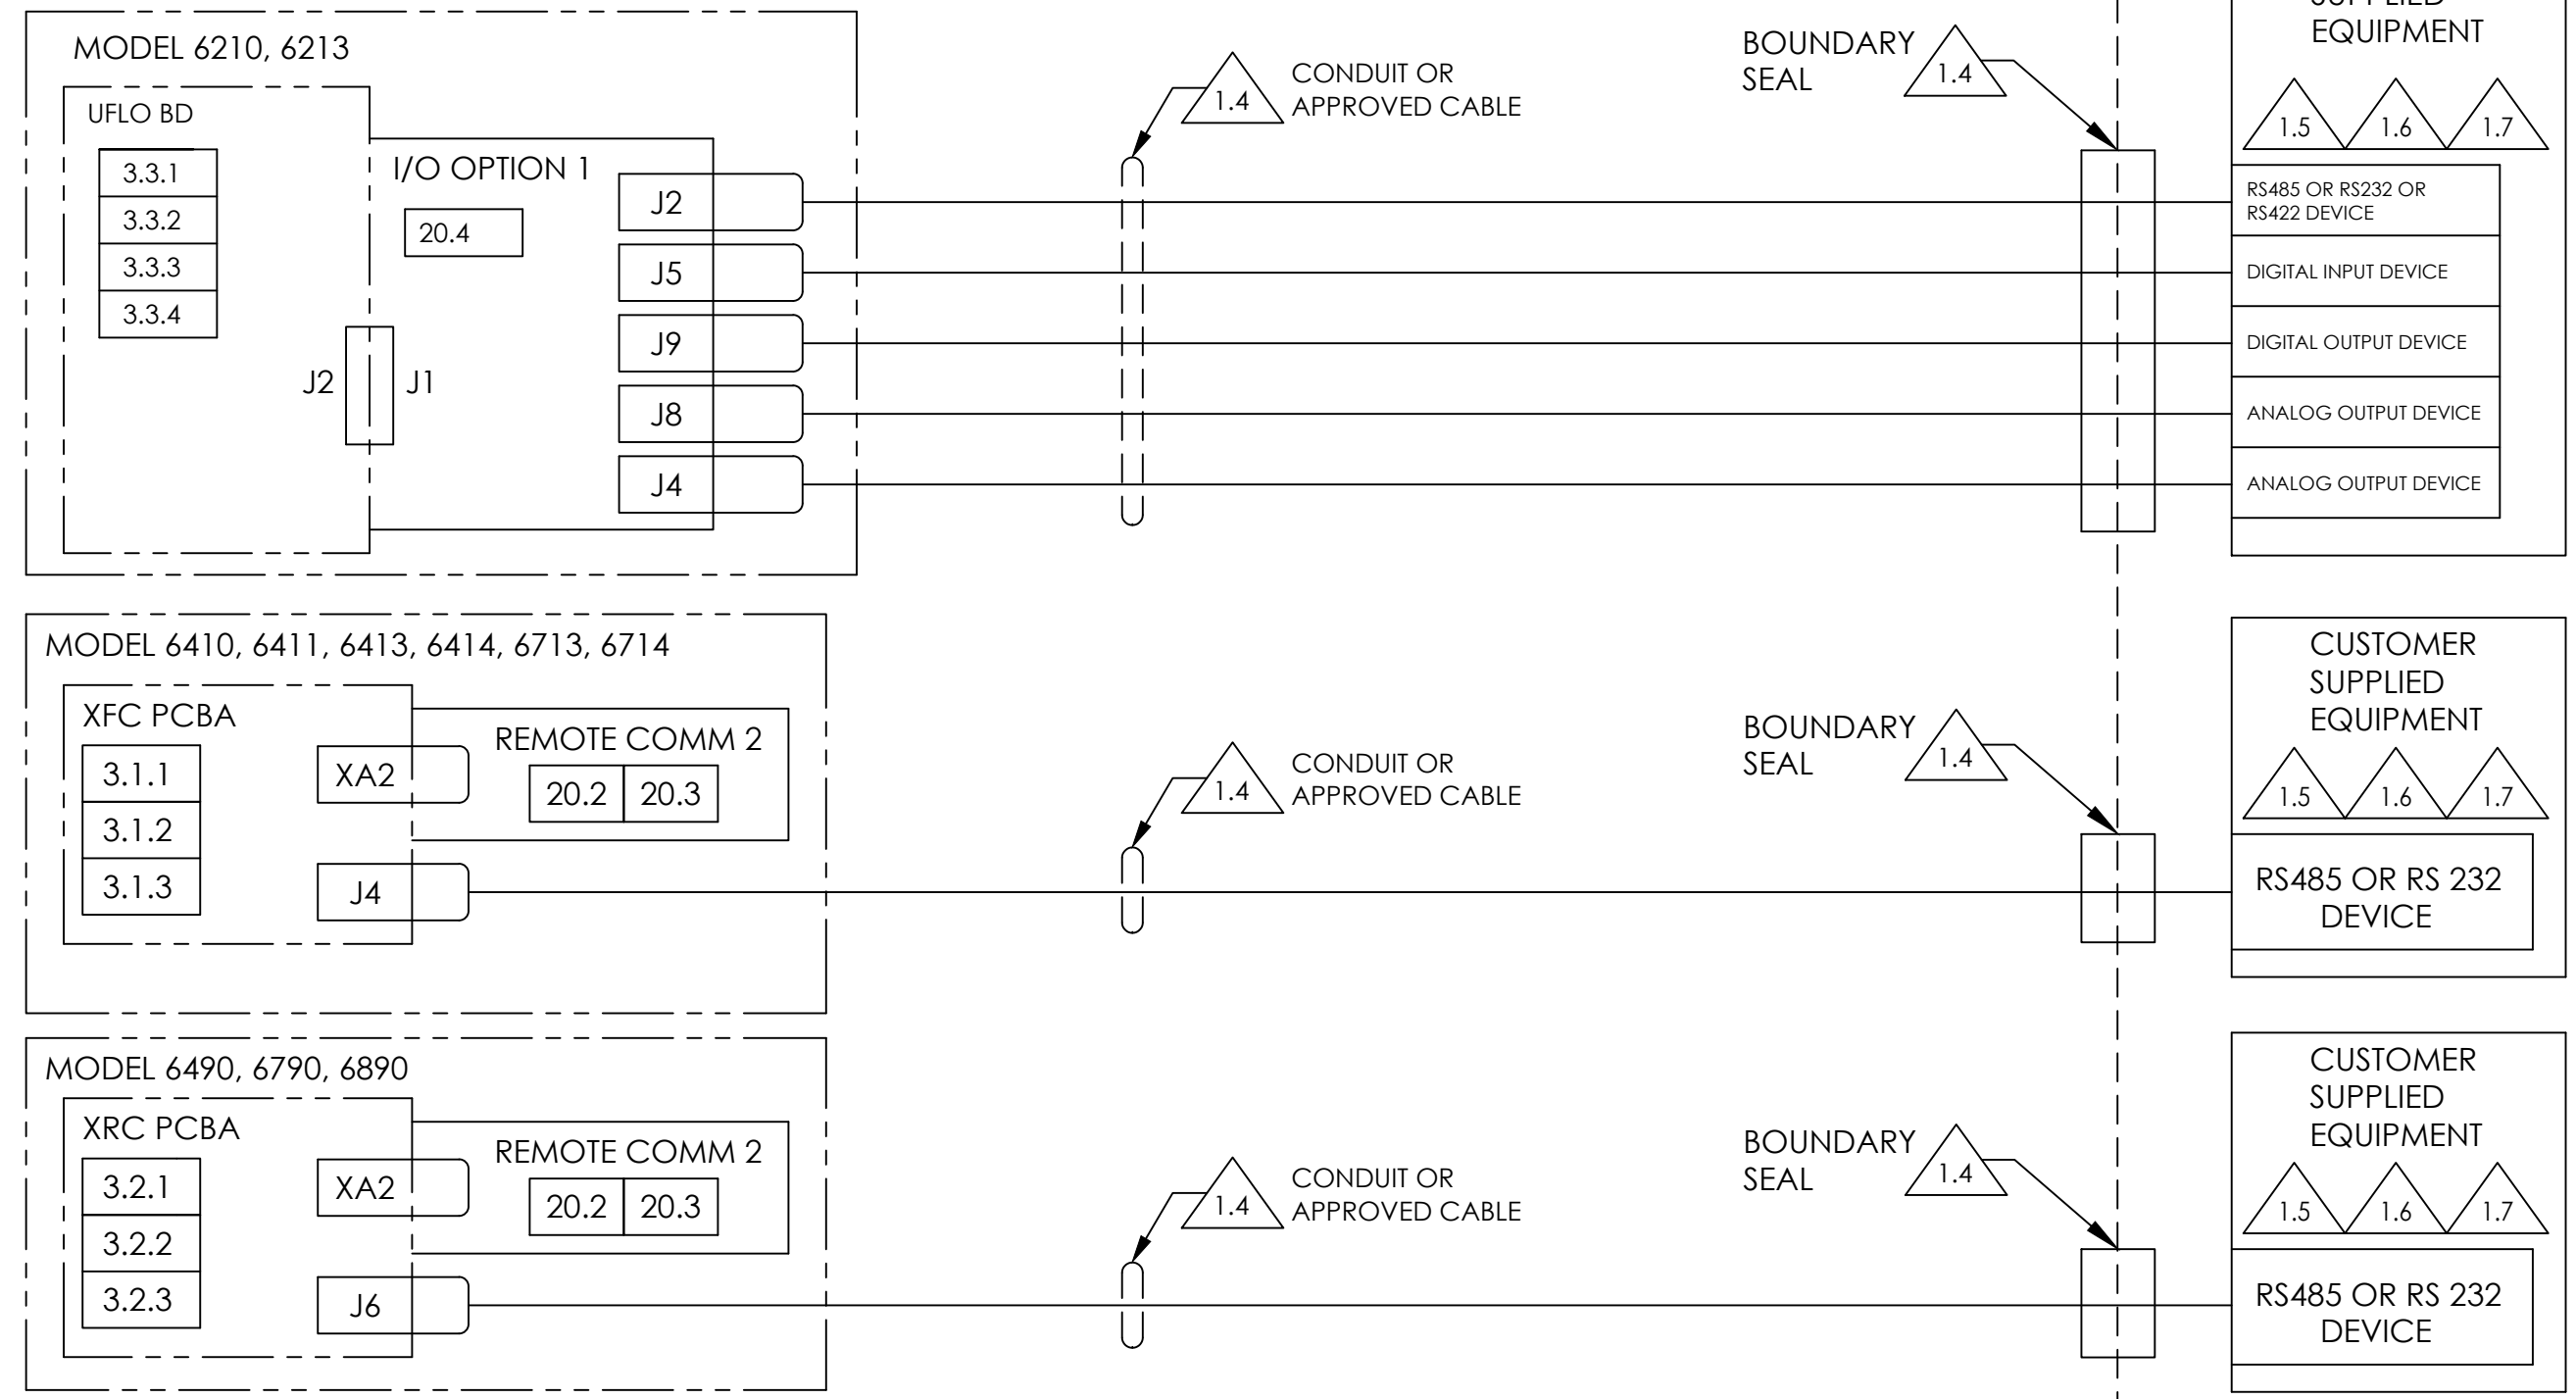 MODEL 6210, 6213
UFLO BD
3.3.1
3.3.2
3.3.3
3.3.4
J2
J1
I/O OPTION 1
20.4
J2
J5
J9
J8
J4
1.4
CONDUIT OR
APPROVED CABLE
BOUNDARY
SEAL
1.4
SUPPLIED
EQUIPMENT
1.5
1.6
1.7
RS485 OR RS232 OR
RS422 DEVICE
DIGITAL INPUT DEVICE
DIGITAL OUTPUT DEVICE
ANALOG OUTPUT DEVICE
ANALOG OUTPUT DEVICE
MODEL 6410, 6411, 6413, 6414, 6713, 6714
XFC PCBA
3.1.1
3.1.2
3.1.3
XA2
J4
REMOTE COMM 2
20.2
20.3
1.4
CONDUIT OR
APPROVED CABLE
BOUNDARY
SEAL
1.4
CUSTOMER
SUPPLIED
EQUIPMENT
1.5
1.6
1.7
RS485 OR RS 232
DEVICE
MODEL 6490, 6790, 6890
XRC PCBA
3.2.1
3.2.2
3.2.3
XA2
J6
REMOTE COMM 2
20.2
20.3
1.4
CONDUIT OR
APPROVED CABLE
BOUNDARY
SEAL
1.4
CUSTOMER
SUPPLIED
EQUIPMENT
1.5
1.6
1.7
RS485 OR RS 232
DEVICE